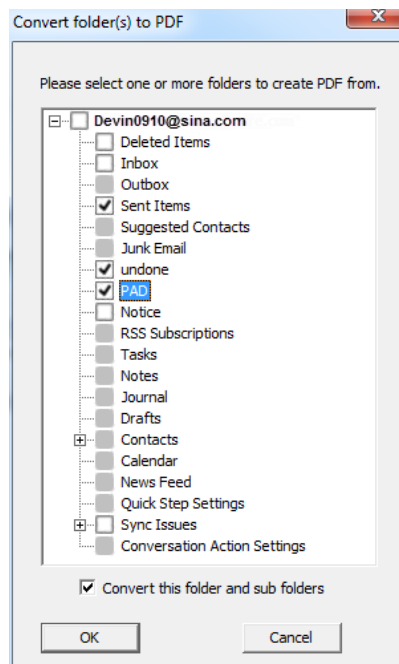 Convert folder(s) to PDF
Please select one or more folders to create PDF from.
Devin0910@sina.com
Deleted Items
Inbox
Outbox
Sent Items
Suggested Contacts
Junk Email
undone
PAD
Notice
RSS Subscriptions
Tasks
Notes
Journal
Drafts
Contacts
Calendar
News Feed
Quick Step Settings
Sync Issues
Conversation Action Settings
Convert this folder and sub folders
OK Cancel